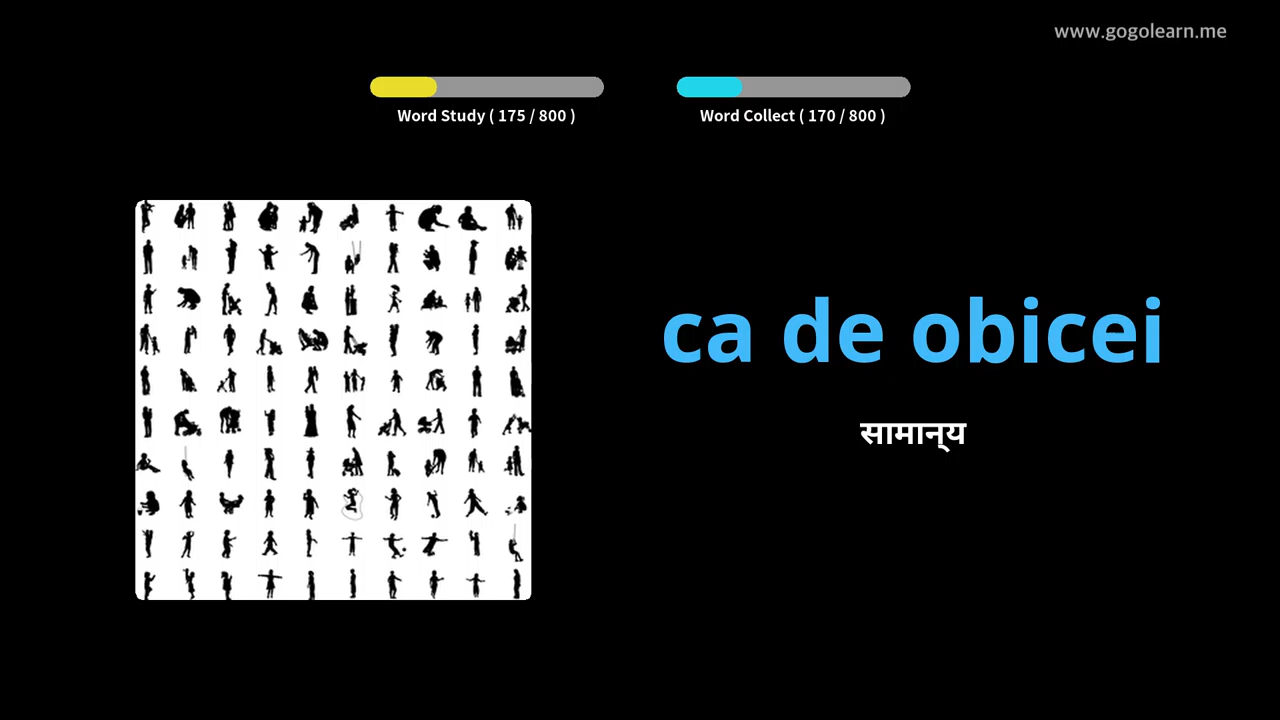 www.gogolearn.me
Word Study ( 175 / 800 )
Word Collect ( 170 / 800 )
ca de obicei
सामान्य